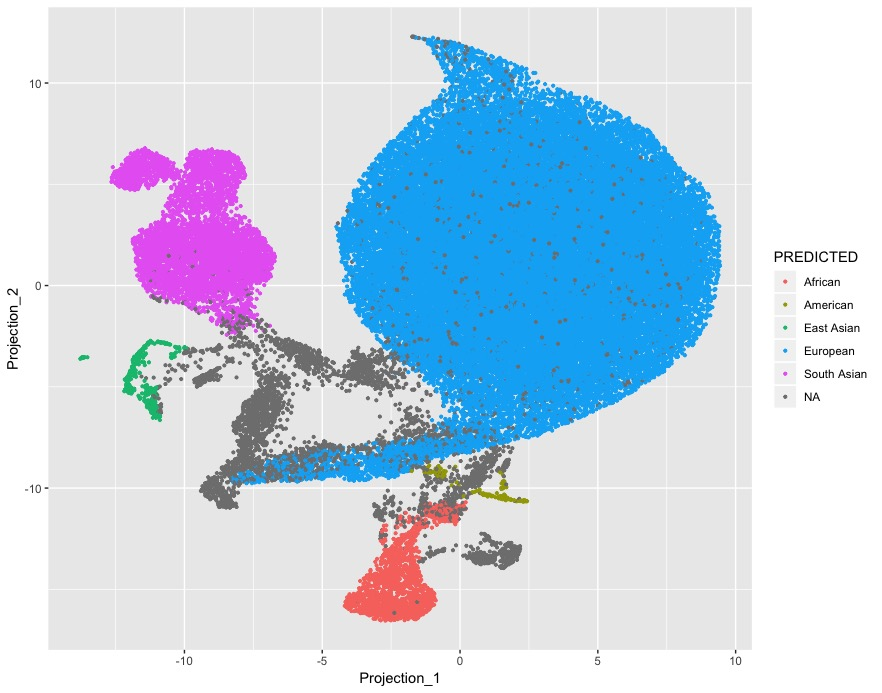 10
0
-10
Projection_2
-10
-5
0
5
10
Projection_1
PREDICTED
African
American
East Asian
European
South Asian
NA